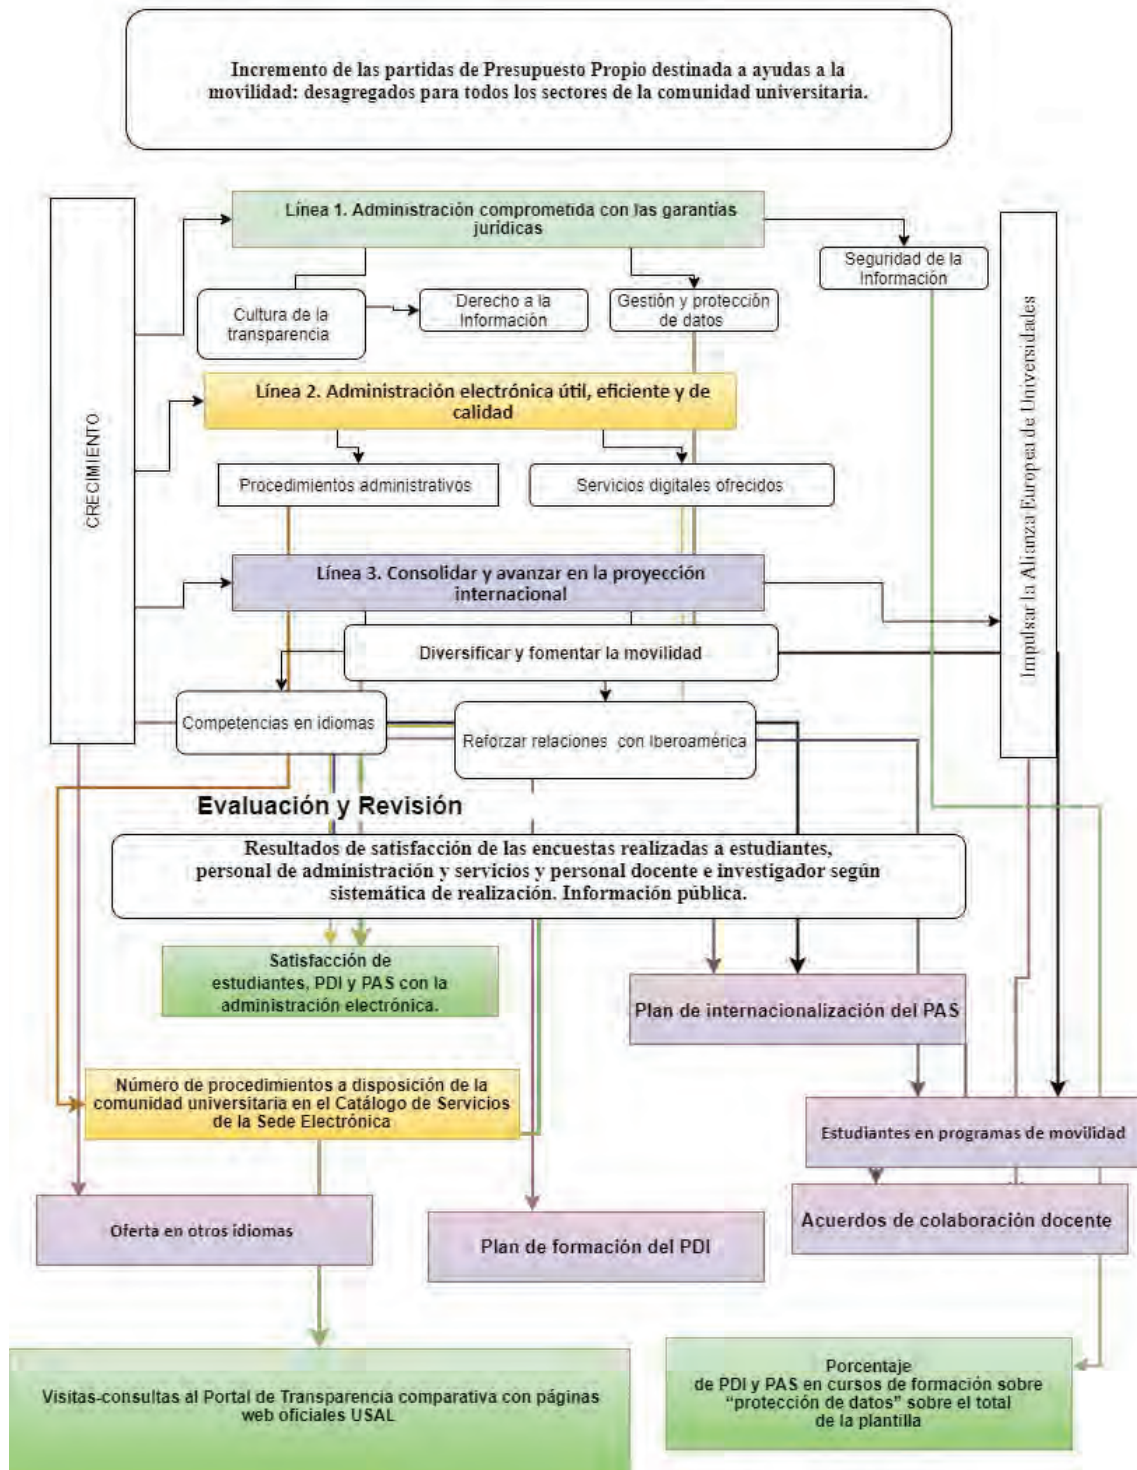 Incremento de las partidas de Presupuesto Propio destinada a ayudas a la
movilidad: desagregados para todos los sectores de la comunidad universitaria.
CRECIMIENTO
Línea 1. Administración comprometida con las garantías
jurídicas
Seguridad de la
Información
Cultura de la
transparencia
Derecho a la
Información
Gestión y protección
de datos
Impulsar la Alianza Europea de Universidades
Línea 2. Administración electrónica útil, eficiente y de
calidad
Procedimientos administrativos
Servicios digitales ofrecidos
Línea 3. Consolidar y avanzar en la proyección
internacional
Diversificar y fomentar la movilidad
Competencias en idiomas
Reforzar relaciones con Iberoamérica
Evaluación y Revisión
Resultados de satisfacción de las encuestas realizadas a estudiantes,
personal de administración y servicios y personal docente e investigador según
sistemática de realización. Información pública.
Satisfacción de
estudiantes, PDI y PAS con la
administración electrónica.
Plan de internacionalización del PAS
Número de procedimientos a disposición de la
comunidad universitaria en el Catálogo de Servicios
de la Sede Electrónica
Estudiantes en programas de movilidad
Oferta en otros idiomas
Plan de formación del PDI
Acuerdos de colaboración docente
Visitas-consultas al Portal de Transparencia comparativa con páginas
web oficiales USAL
Porcentaje
de PDI y PAS en cursos de formación sobre
“protección de datos” sobre el total
de la plantilla